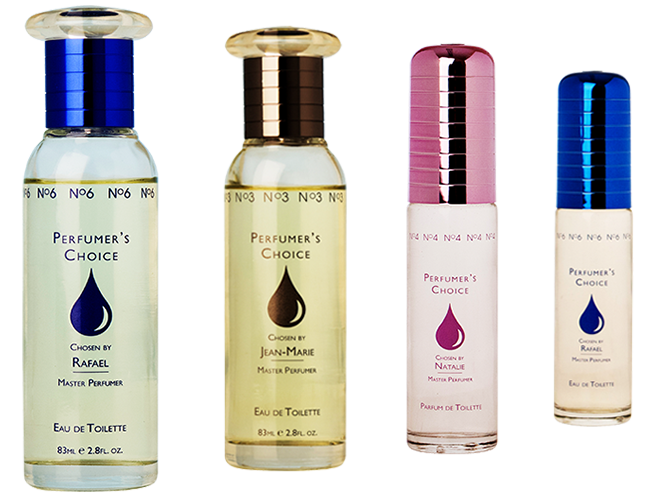 №6 №6 №6 №6
PERFUMER'S
CHOICE
CHOSEN BY
RAFAEL
MASTER PERFUMER
EAU DE TOILETTE
83ML e 2.8FL. OZ.
№3 №3 №3 №3 №3
PERFUMER'S
CHOICE
CHOSEN BY
JEAN-MARIE
MASTER PERFUMER
EAU DE TOILETTE
83ML e 2.8FL. OZ.
№4 №4 №4 №4 №4
PERFUMER'S
CHOICE
CHOSEN BY
NATALIE
MASTER PERFUMER
PARFUM DE TOILETTE
№6 №6 №6 №6 №6
PERFUMER'S
CHOICE
CHOSEN BY
RAFAEL
MASTER PERFUMER
EAU DE TOILETTE